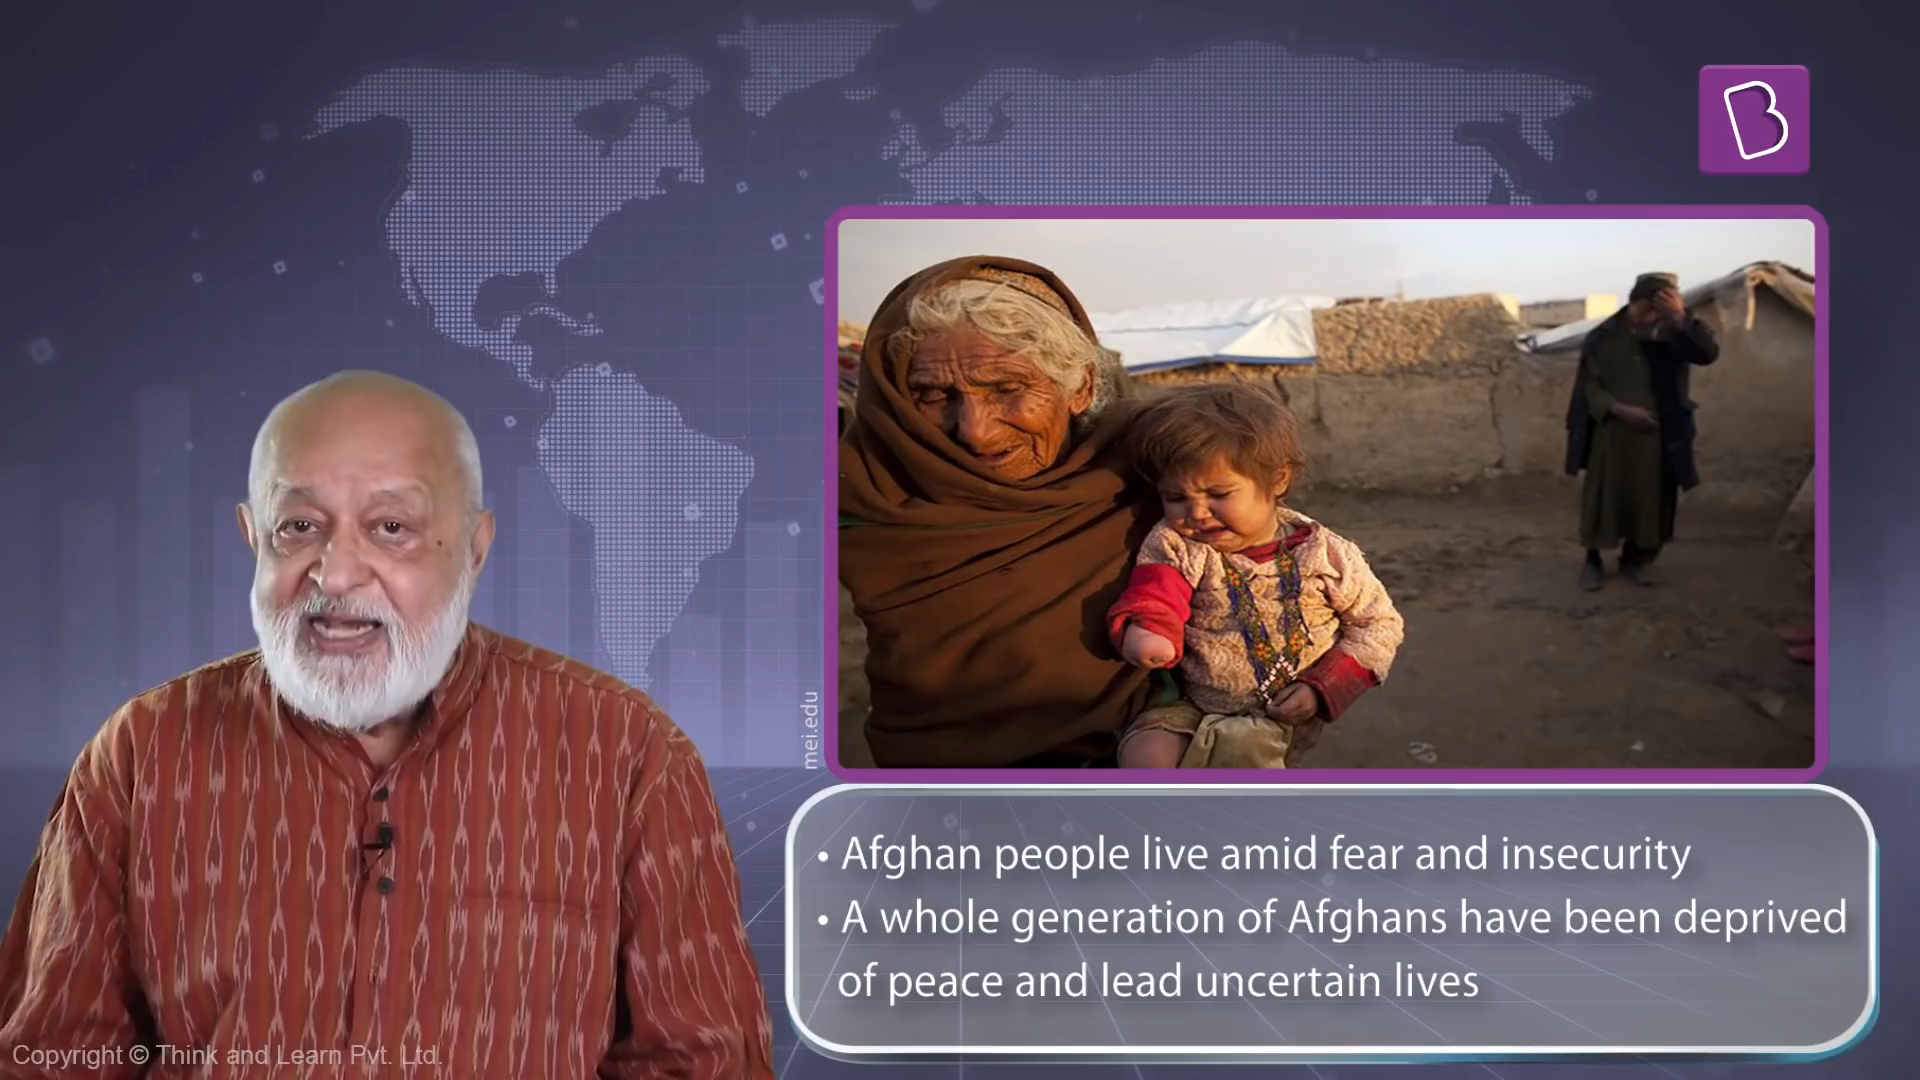 B
mei.edu
• Afghan people live amid fear and insecurity
• A whole generation of Afghans have been deprived
of peace and lead uncertain lives
Copyright © Think and Learn Pvt. Ltd.